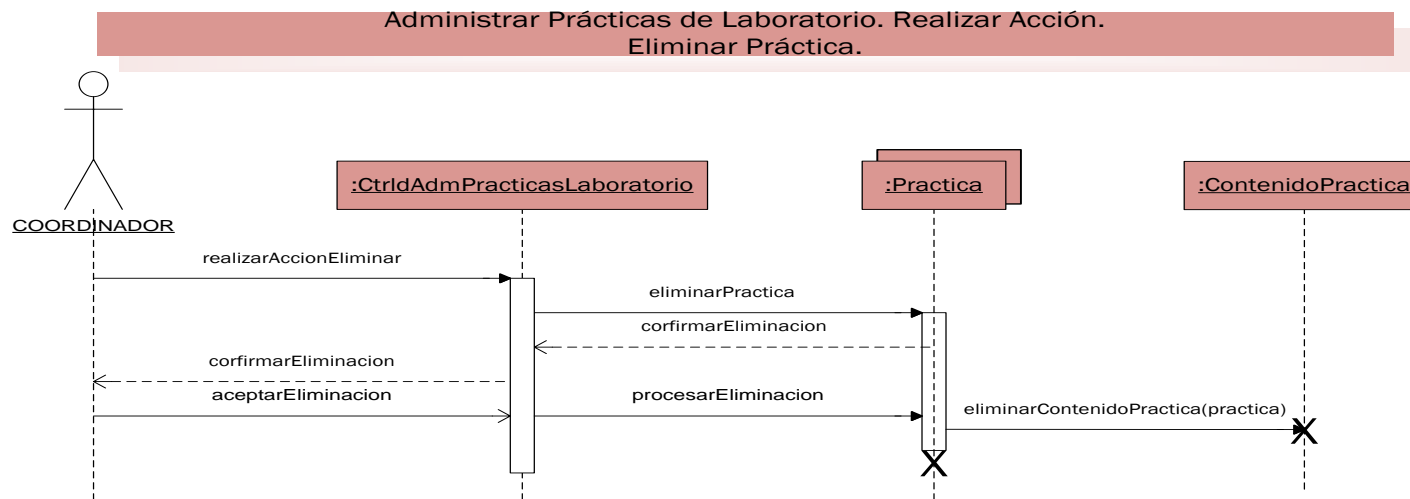 Administrar Prácticas de Laboratorio. Realizar Acción.
Eliminar Práctica.
:CtrldAdmPracticasLaboratorio
:Practica
:ContenidoPractica
COORDINADOR
realizarAccionEliminar
eliminarPractica
corfirmarEliminacion
corfirmarEliminacion
aceptarEliminacion
procesarEliminacion
eliminarContenidoPractica(practica)